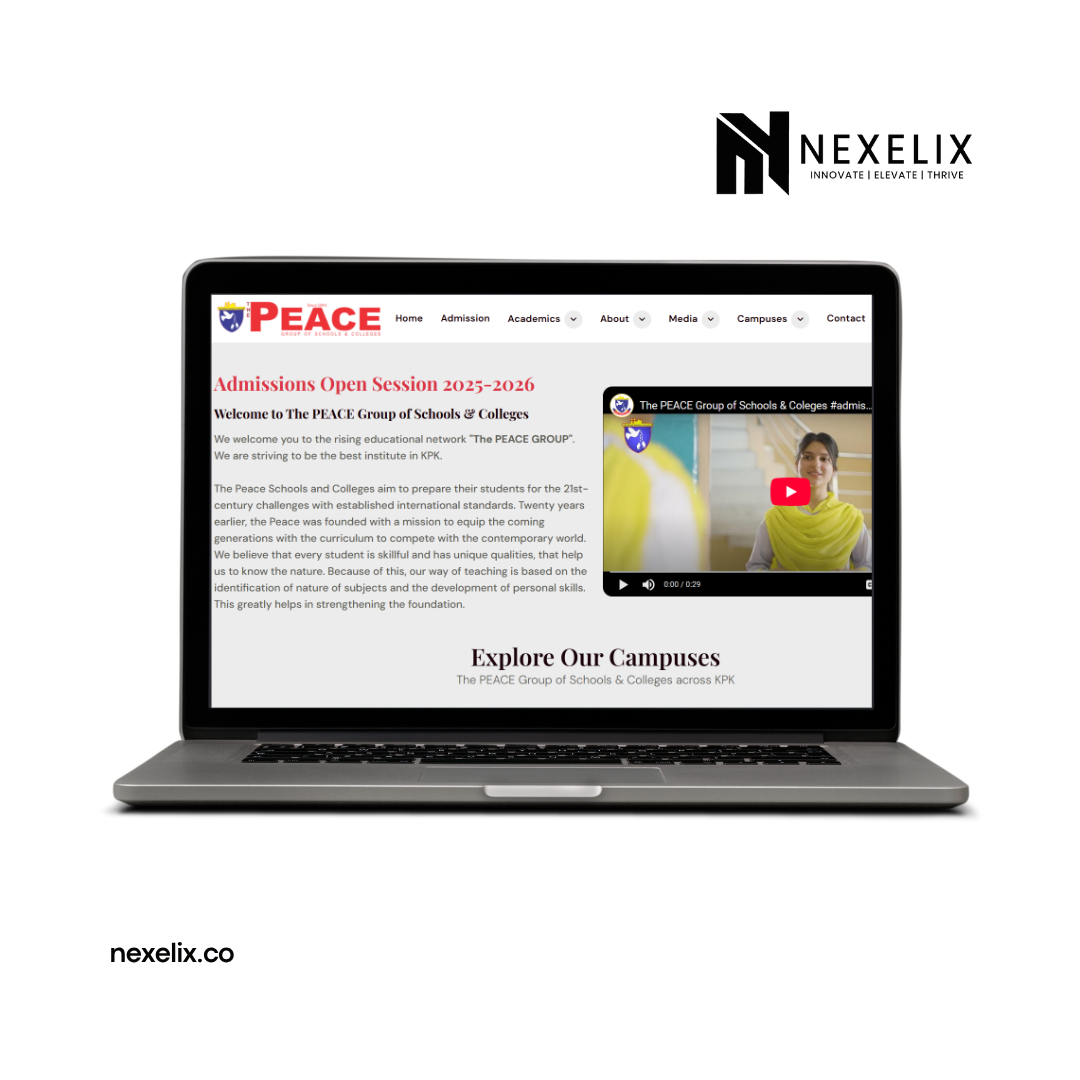 NEXELIX
INNOVATE | ELEVATE | THRIVE
THE PEACE
GROUP OF SCHOOLS & COLLEGES
Home Admission Academics About Media Campuses Contact
Admissions Open Session 2025-2026
Welcome to The PEACE Group of Schools & Colleges
We welcome you to the rising educational network "The PEACE GROUP".
We are striving to be the best institute in KPK.
The Peace Schools and Colleges aim to prepare their students for the 21st-
century challenges with established international standards. Twenty years
earlier, the Peace was founded with a mission to equip the coming
generations with the curriculum to compete with the contemporary world.
We believe that every student is skillful and has unique qualities, that help
us to know the nature. Because of this, our way of teaching is based on the
identification of nature of subjects and the development of personal skills.
This greatly helps in strengthening the foundation.
The PEACE Group of Schools & Coleges #admis...
0:00 / 0:29
Explore Our Campuses
The PEACE Group of Schools & Colleges across KPK
nexelix.co